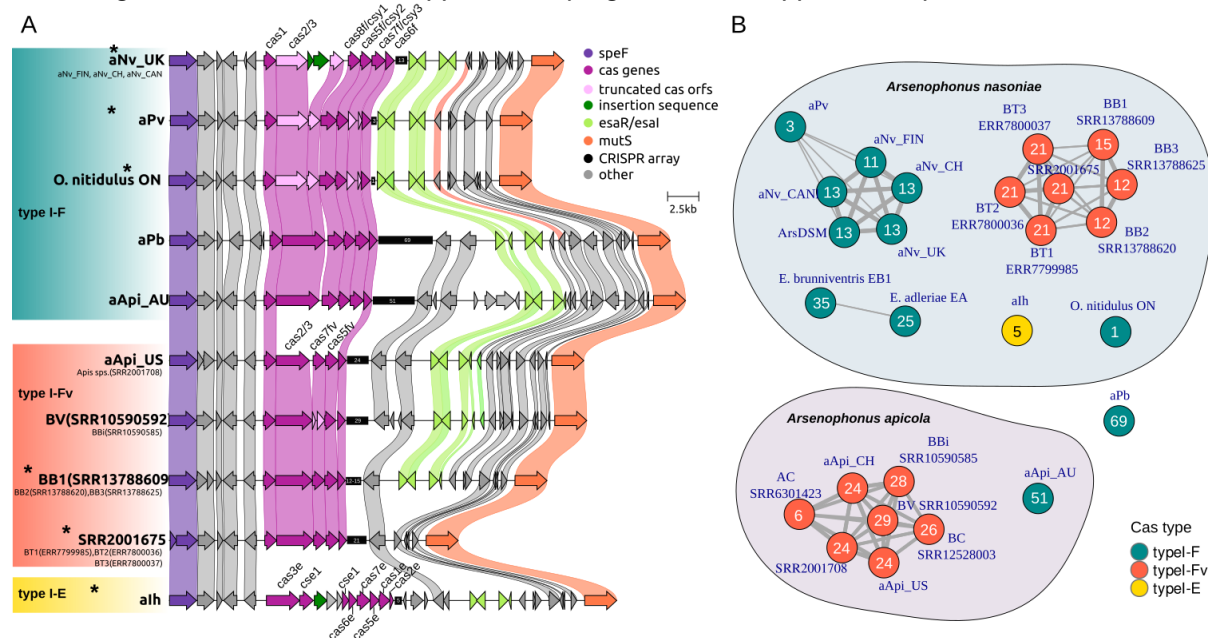 A
cas1
cas2/3
cas8f/csy1
cas5f/csy2
cas7f/csy3
cas6f
*
aNv_UK
aNv_FIN, aNv_CH, aNv_CAN
13
*
aPv
*
O. nitidulus ON
type I-F
aPb
69
aApi_AU
51
cas2/3
cas7fv
cas5fv
aApi_US
Apis sps.(SRR2001708)
24
type I-Fv
BV(SRR10590592)
BBi(SRR10590585)
29
* BB1(SRR13788609
BB2(SRR13788620),BB3(SRR13788625)
12-15
*
SRR2001675
BT1(ERR7799985),BT2(ERR7800036)
BT3(ERR7800037)
21
cas3e
cse1
cse1
cas7e
cas1e
cas2e
type I-E *
aIh
cas6e
cas5e
speF
cas genes
truncated cas orfs
insertion sequence
esaR/esaI
mutS
CRISPR array
other
2.5kb
B
Arsenophonus nasoniae
aPv
3
aNv_FIN
11
aNv_CH
13
aNv_CAN
13
ArsDSM
13
13
aNv_UK
BT3
ERR7800037
21
BB1
SRR13788609
15
BB3
SRR13788625
12
SRR2001675
21
21
BT2
ERR7800036
21
BT1
ERR7799985
12
BB2
SRR13788620
E. brunniventris EB1
35
E. adleriae EA
25
aIh
5
O. nitidulus ON
1
aPb
69
Arsenophonus apicola
BBi
SRR10590585
28
aApi_CH
24
AC
SRR6301423
6
BV SRR10590592
29
26
BC
SRR12528003
24
SRR2001708
24
aApi_US
aApi_AU
51
Cas type
typeI-F
typeI-Fv
typeI-E